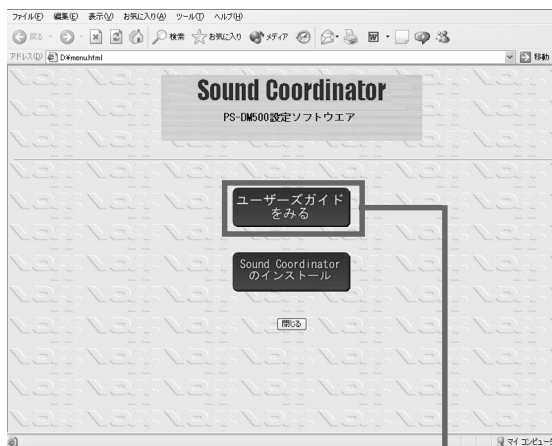 ファイル(F) 編集(E) 表示(V) お気に入り(A) ツール(T) ヘルプ(H)
戻る 検索 お気に入り メディア
アドレス(D) D:¥menu.html 移動
Sound Coordinator
PS-DM500設定ソフトウエア
ユーザーズガイド
をみる
Sound Coordinator
のインストール
閉じる
マイ コンピュータ